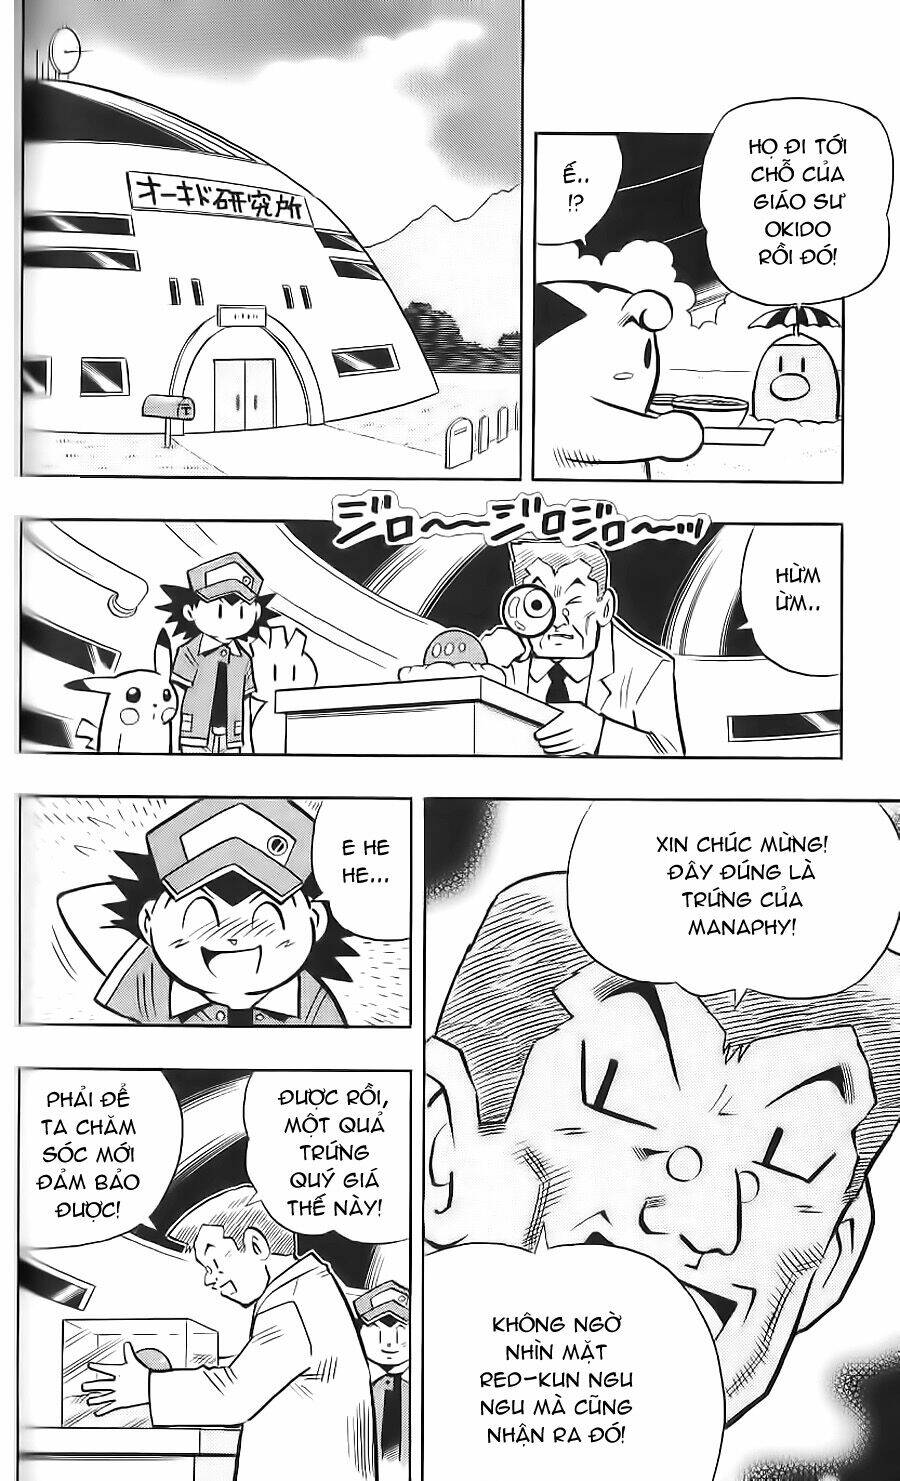 HỌ ĐI TỚI
CHỖ CỦA
GIÁO SƯ
OKIDO
RỒI ĐÓ!
Ế..
!?
オーキド研究所
ジロ〜〜ジロジロ〜ッ
HỪM
ỪM..
XIN CHÚC MỪNG!
ĐÂY ĐÚNG LÀ
TRỨNG CỦA
MANAPHY!
E HE
HE...
KHÔNG NGỜ
NHÌN MẶT
RED-KUN NGU
NGU MÀ CŨNG
NHẬN RA ĐÓ!
ĐƯỢC RỒI,
MỘT QUẢ
TRỨNG
QUÝ GIÁ
THẾ NÀY!
PHẢI ĐỂ
TA CHĂM
SÓC MỚI
ĐẢM BẢO
ĐƯỢC!